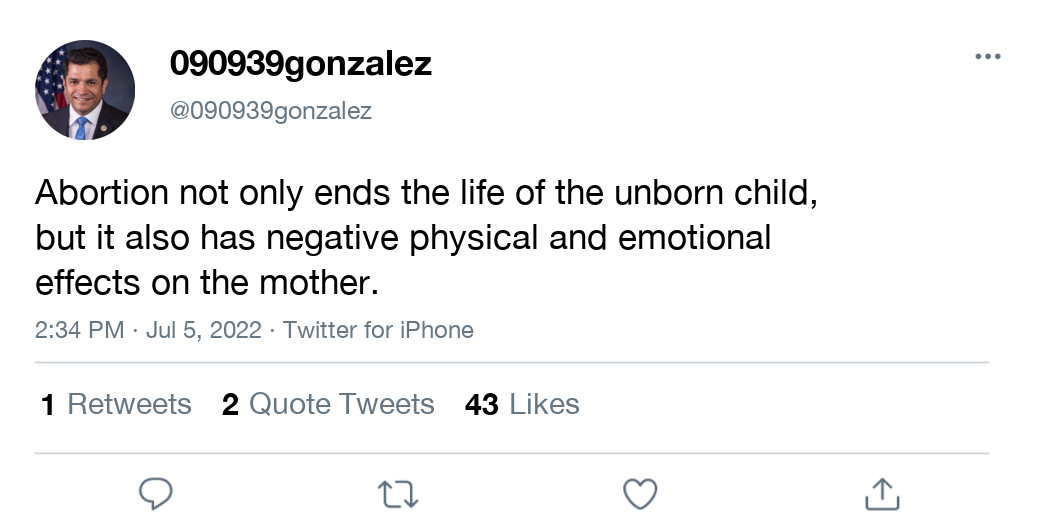 090939gonzalez
@090939gonzalez
Abortion not only ends the life of the unborn child,
but it also has negative physical and emotional
effects on the mother.
2:34 PM · Jul 5, 2022 · Twitter for iPhone
1 Retweets 2 Quote Tweets 43 Likes